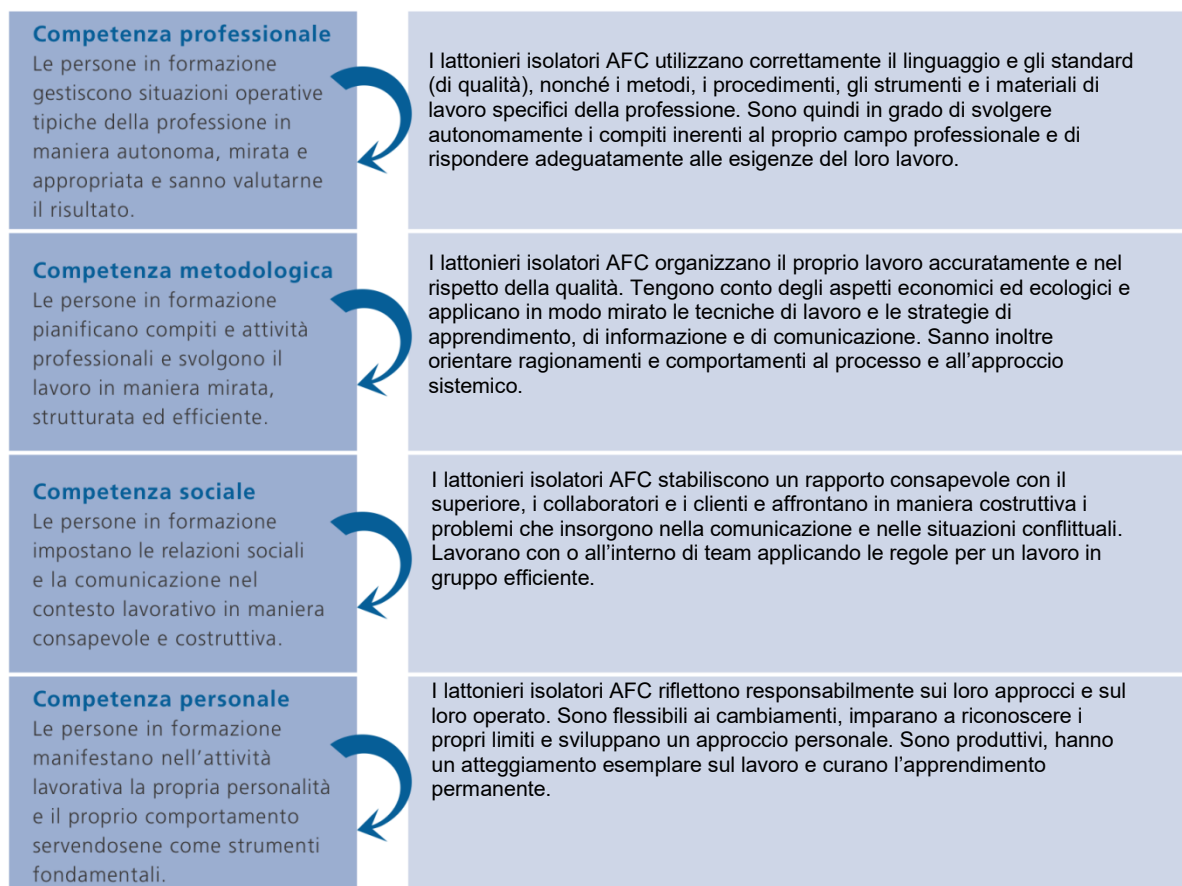 Competenza professionale
Le persone in formazione
gestiscono situazioni operative
tipiche della professione in
maniera autonoma, mirata e
appropriata e sanno valutarne
il risultato.
I lattonieri isolatori AFC utilizzano correttamente il linguaggio e gli standard
(di qualità), nonché i metodi, i procedimenti, gli strumenti e i materiali di
lavoro specifici della professione. Sono quindi in grado di svolgere
autonomamente i compiti inerenti al proprio campo professionale e di
rispondere adeguatamente alle esigenze del loro lavoro.
Competenza metodologica
Le persone in formazione
pianificano compiti e attività
professionali e svolgono il
lavoro in maniera mirata,
strutturata ed efficiente.
I lattonieri isolatori AFC organizzano il proprio lavoro accuratamente e nel
rispetto della qualità. Tengono conto degli aspetti economici ed ecologici e
applicano in modo mirato le tecniche di lavoro e le strategie di
apprendimento, di informazione e di comunicazione. Sanno inoltre
orientare ragionamenti e comportamenti al processo e all’approccio
sistemico.
Competenza sociale
Le persone in formazione
impostano le relazioni sociali
e la comunicazione nel
contesto lavorativo in maniera
consapevole e costruttiva.
I lattonieri isolatori AFC stabiliscono un rapporto consapevole con il
superiore, i collaboratori e i clienti e affrontano in maniera costruttiva i
problemi che insorgono nella comunicazione e nelle situazioni conflittuali.
Lavorano con o all’interno di team applicando le regole per un lavoro in
gruppo efficiente.
Competenza personale
Le persone in formazione
manifestano nell’attività
lavorativa la propria personalità
e il proprio comportamento
servendosene come strumenti
fondamentali.
I lattonieri isolatori AFC riflettono responsabilmente sui loro approcci e sul
loro operato. Sono flessibili ai cambiamenti, imparano a riconoscere i
propri limiti e sviluppano un approccio personale. Sono produttivi, hanno
un atteggiamento esemplare sul lavoro e curano l’apprendimento
permanente.